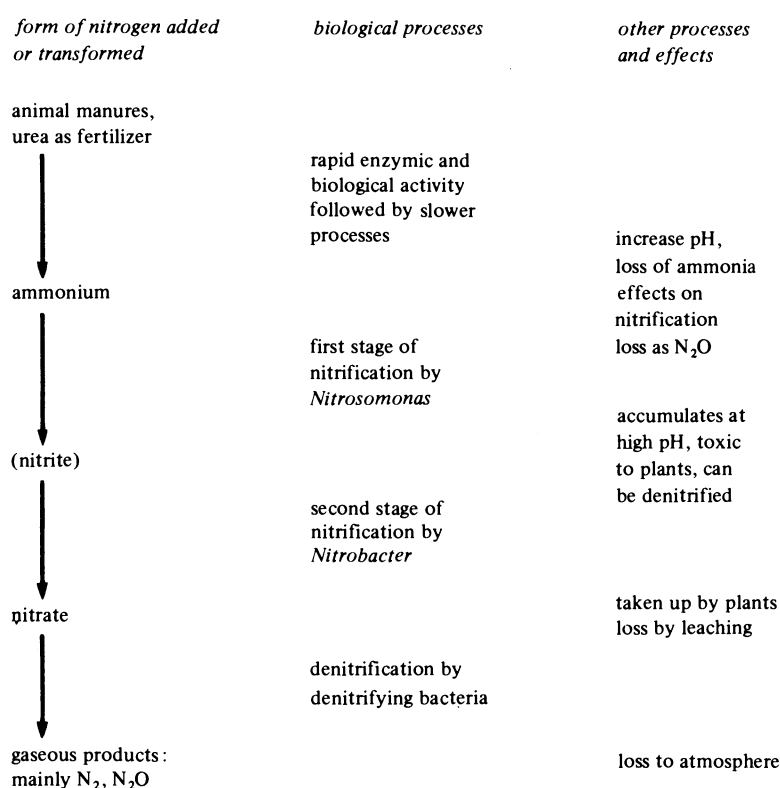 form of nitrogen added
or transformed
biological processes
other processes
and effects
animal manures,
urea as fertilizer
rapid enzymic and
biological activity
followed by slower
processes
increase pH,
loss of ammonia
effects on
nitrification
loss as N₂O
ammonium
first stage of
nitrification by
Nitrosomonas
accumulates at
high pH, toxic
to plants, can
be denitrified
(nitrite)
second stage of
nitrification by
Nitrobacter
taken up by plants
loss by leaching
nitrate
denitrification by
denitrifying bacteria
gaseous products:
mainly N₂, N₂O
loss to atmosphere